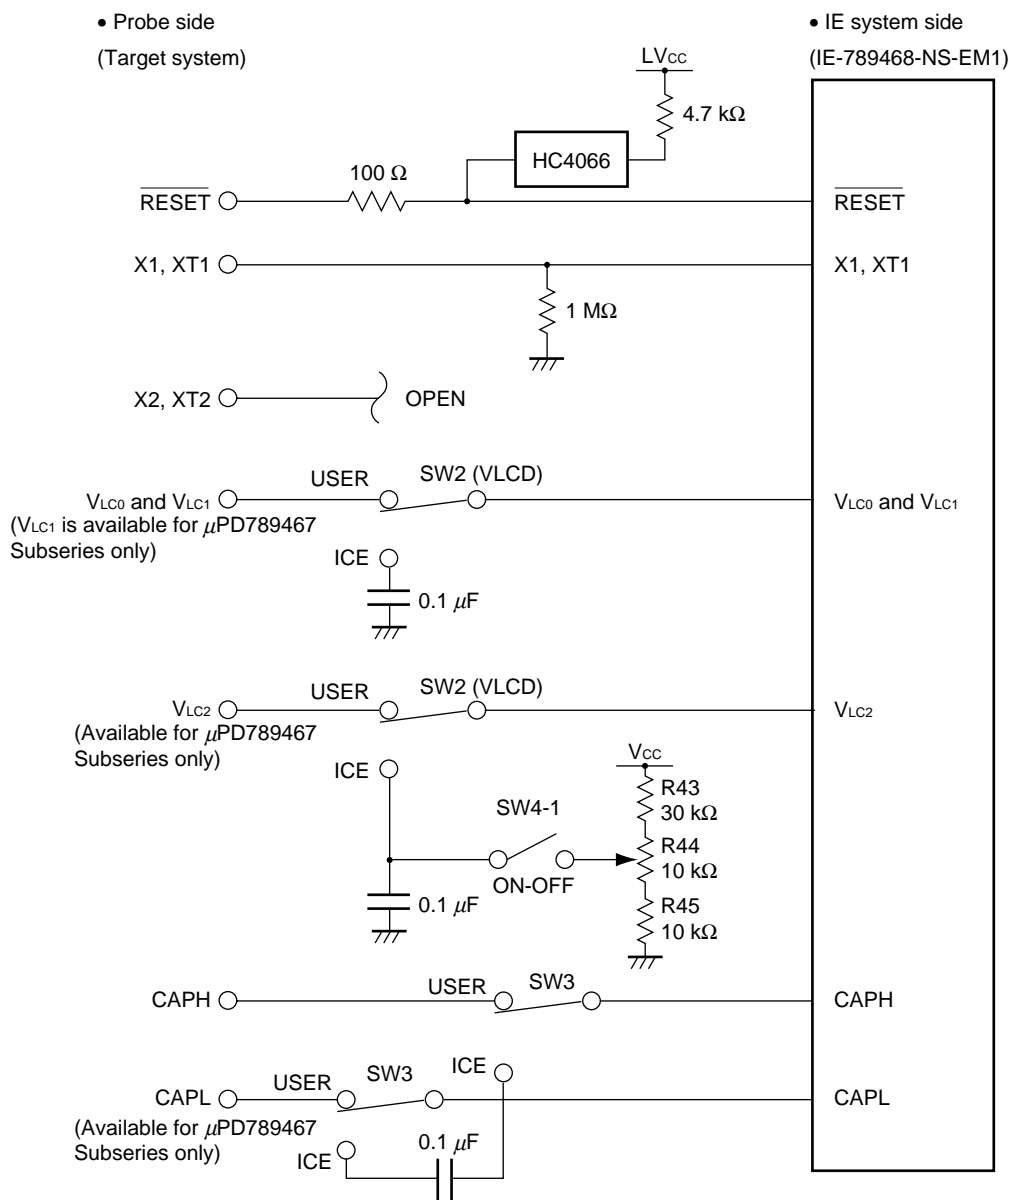 • Probe side
(Target system)
• IE system side
(IE-789468-NS-EM1)
LVCC
4.7 kΩ
HC4066
100 Ω
RESET
RESET
X1, XT1
X1, XT1
1 MΩ
X2, XT2
OPEN
USER
SW2 (VLCD)
VLC0 and VLC1
(VLC1 is available for μPD789467
Subseries only)
VLC0 and VLC1
ICE
0.1 μF
USER
SW2 (VLCD)
VLC2
(Available for μPD789467
Subseries only)
VLC2
ICE
VCC
R43
30 kΩ
SW4-1
R44
10 kΩ
ON-OFF
0.1 μF
R45
10 kΩ
CAPH
USER
SW3
CAPH
CAPL
(Available for μPD789467
Subseries only)
USER
SW3
ICE
CAPL
ICE
0.1 μF